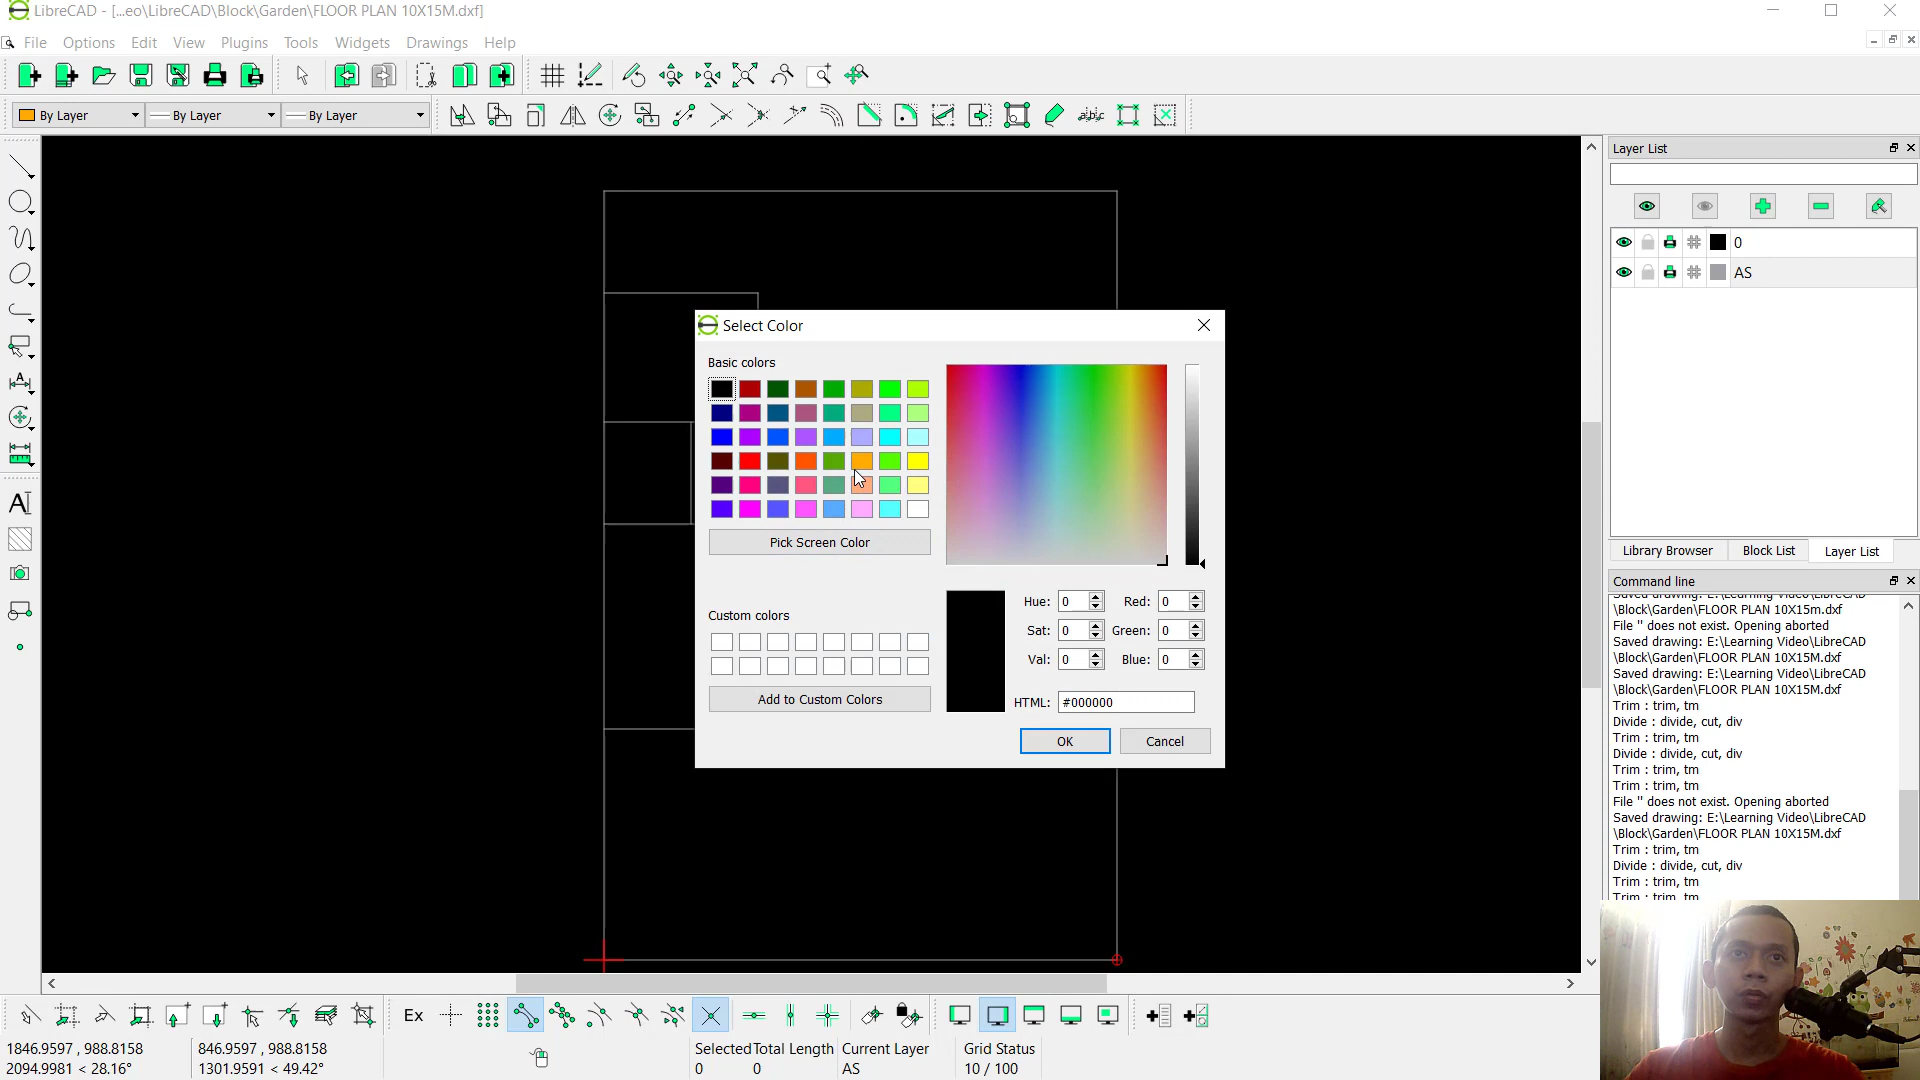 LibreCAD - [...eo\LibreCAD\Block\Garden\FLOOR PLAN 10X15M.dxf]
File Options Edit View Plugins Tools Widgets Drawings Help
By Layer By Layer By Layer
abc
Layer List
0
AS
Library Browser Block List Layer List
Select Color
Basic colors
Pick Screen Color
Custom colors
Add to Custom Colors
Hue: 0 Red: 0
Sat: 0 Green: 0
Val: 0 Blue: 0
HTML: #000000
OK Cancel
Command line
Saved drawing: E:\Learning Video\LibreCAD
\Block\Garden\FLOOR PLAN 10X15m.dxf
File '' does not exist. Opening aborted
Saved drawing: E:\Learning Video\LibreCAD
\Block\Garden\FLOOR PLAN 10X15M.dxf
Saved drawing: E:\Learning Video\LibreCAD
\Block\Garden\FLOOR PLAN 10X15M.dxf
Trim : trim, tm
Divide : divide, cut, div
Trim : trim, tm
Divide : divide, cut, div
Trim : trim, tm
Trim : trim, tm
File '' does not exist. Opening aborted
Saved drawing: E:\Learning Video\LibreCAD
\Block\Garden\FLOOR PLAN 10X15M.dxf
Trim : trim, tm
Divide : divide, cut, div
Trim : trim, tm
Trim : trim, tm
A
Ex
1846.9597 , 988.8158 846.9597 , 988.8158 Selected Total Length Current Layer Grid Status
2094.9981 < 28.16° 1301.9591 < 49.42° 0 0 AS 10 / 100